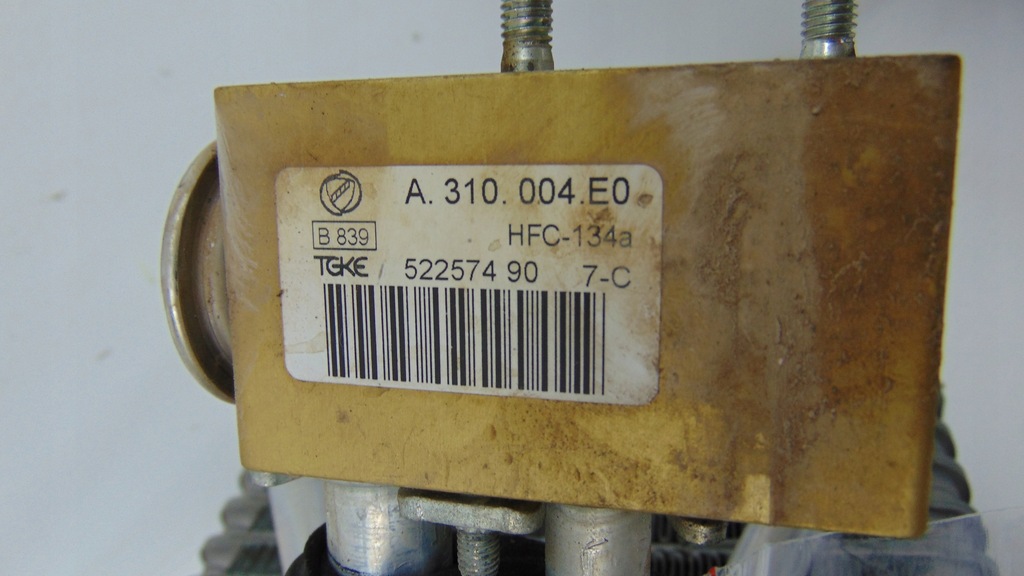 A. 310. 004.E0
B 839 HFC-134a
TGKE 522574 90 7-C